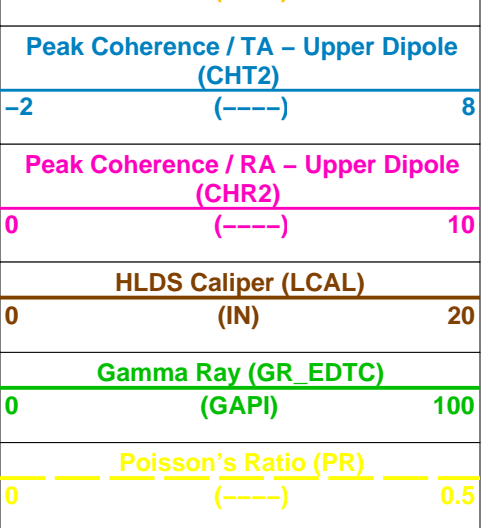 Peak Coherence / TA – Upper Dipole
(CHT2)
–2 (––––) 8
Peak Coherence / RA – Upper Dipole
(CHR2)
0 (––––) 10
HLDS Caliper (LCAL)
0 (IN) 20
Gamma Ray (GR_EDTC)
0 (GAPI) 100
Poisson's Ratio (PR)
0 (––––) 0.5